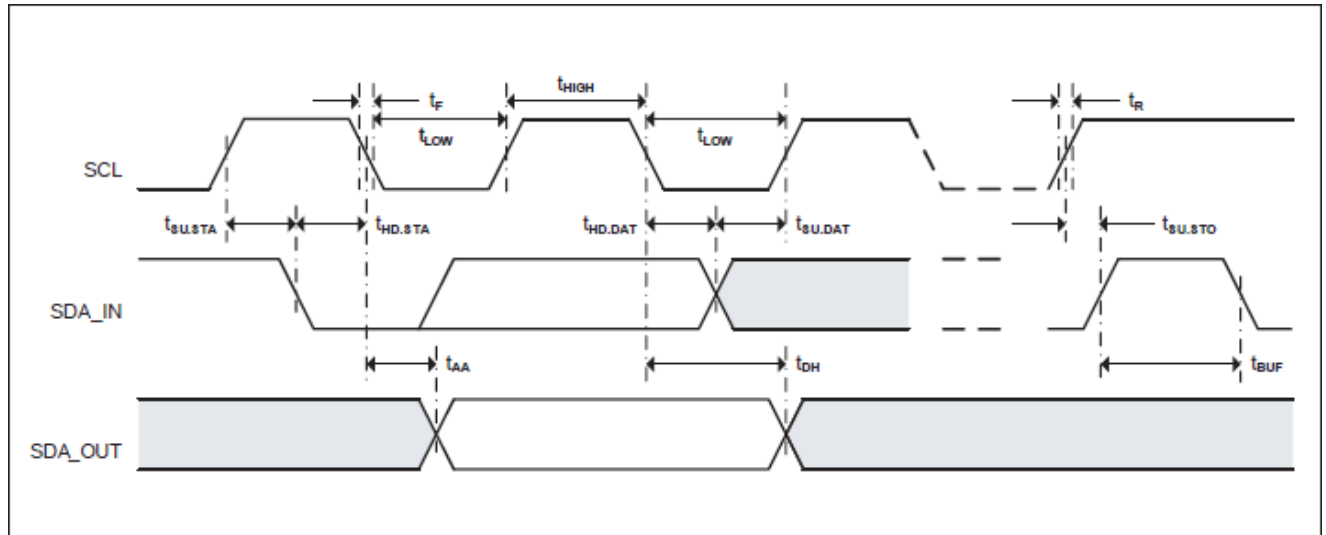 tHIGH
tF
tR
tLOW
tLOW
SCL
tSU.STA
tHD.STA
tHD.DAT
tSU.DAT
tSU.STO
SDA_IN
tAA
tDH
tBUF
SDA_OUT